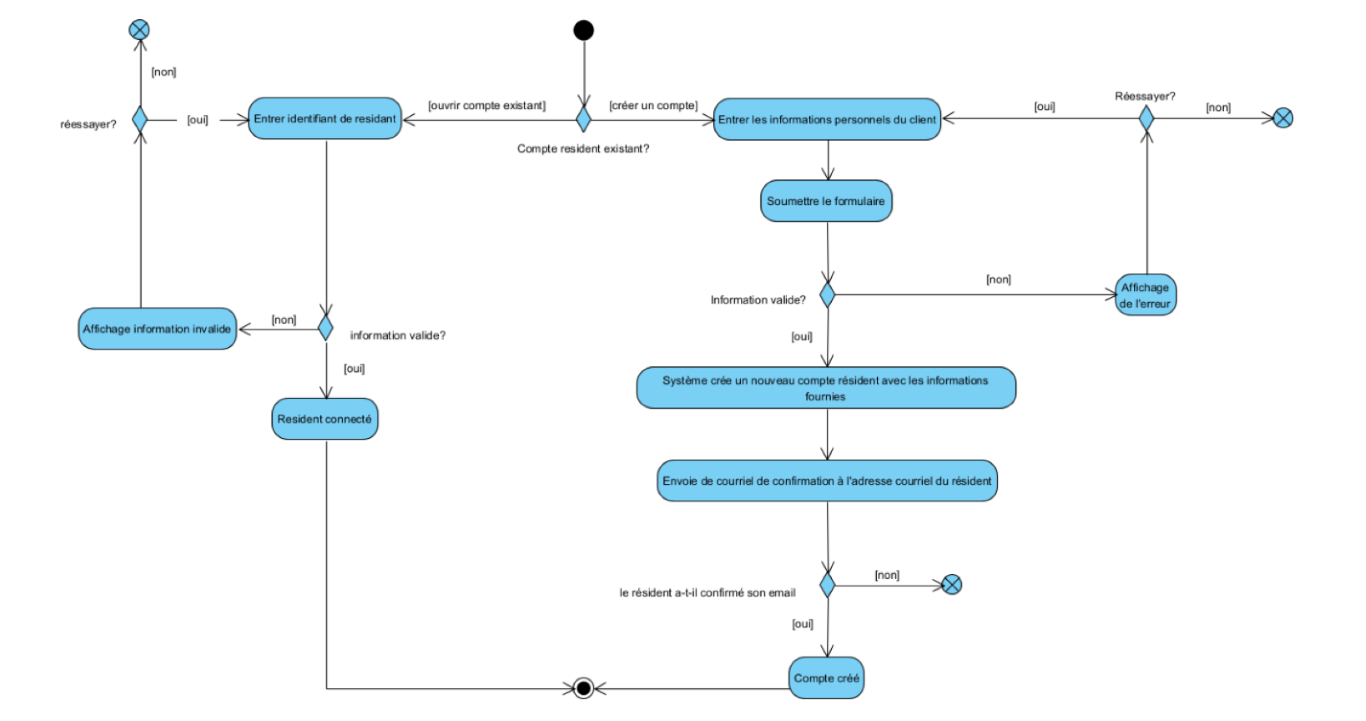 [non]
réessayer?
[oui]
Entrer identifiant de residant
[ouvrir compte existant]
[créer un compte]
Compte resident existant?
Entrer les informations personnels du client
[oui]
Réessayer?
[non]
Soumettre le formulaire
Information valide?
[non]
Affichage
de l'erreur
[oui]
Affichage information invalide
[non]
information valide?
[oui]
Resident connecté
Système crée un nouveau compte résident avec les informations
fournies
Envoie de courriel de confirmation à l'adresse courriel du résident
le résident a-t-il confirmé son email
[non]
[oui]
Compte créé